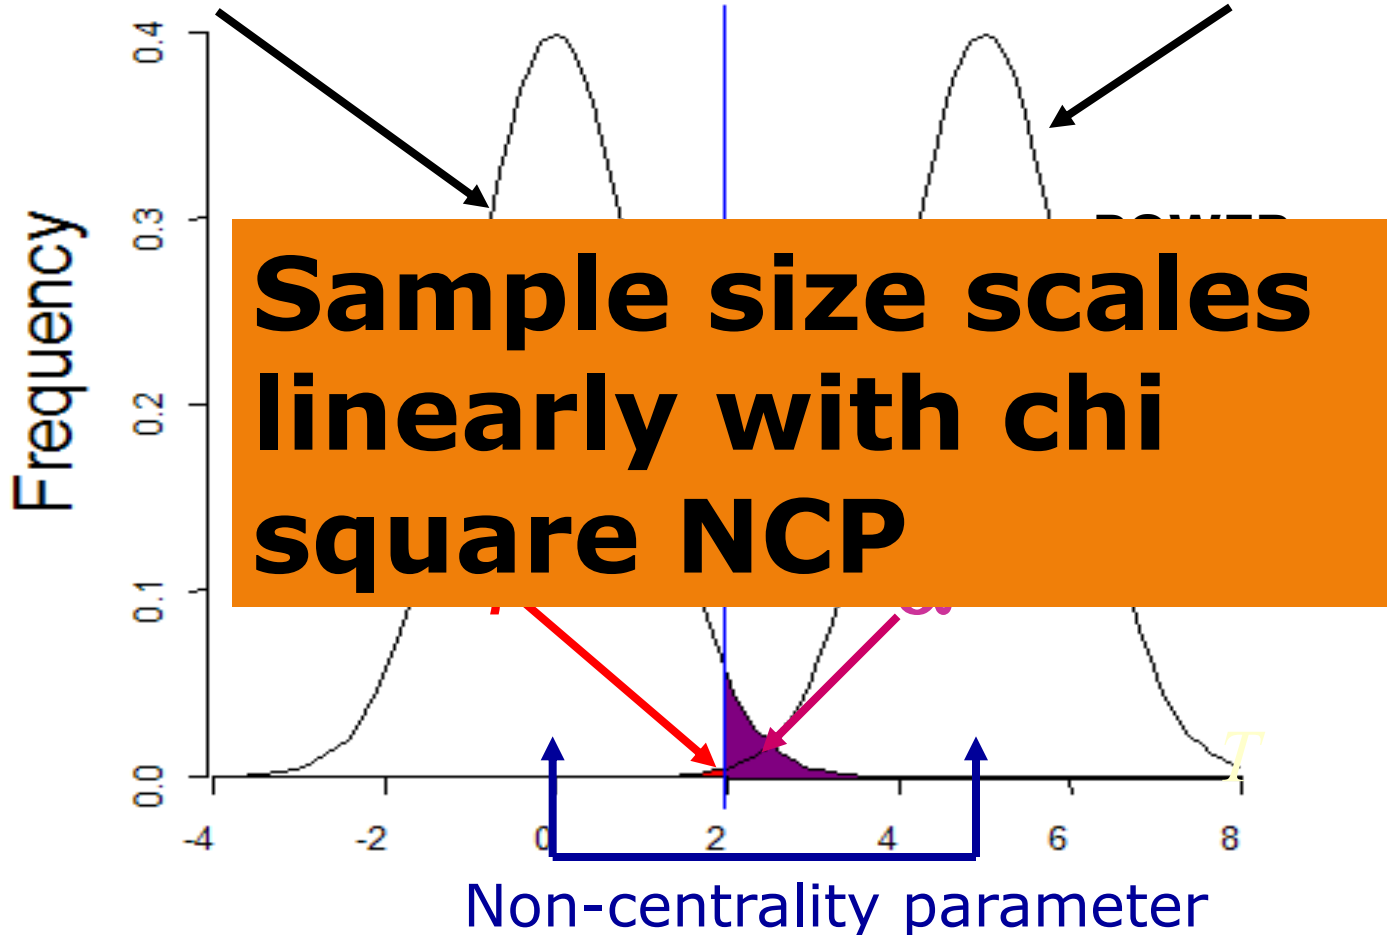 0.4
0.3
0.2
0.1
0.0
Frequency
POWER
Sample size scales
linearly with chi
square NCP
T
-4 -2 0 2 4 6 8
Non-centrality parameter